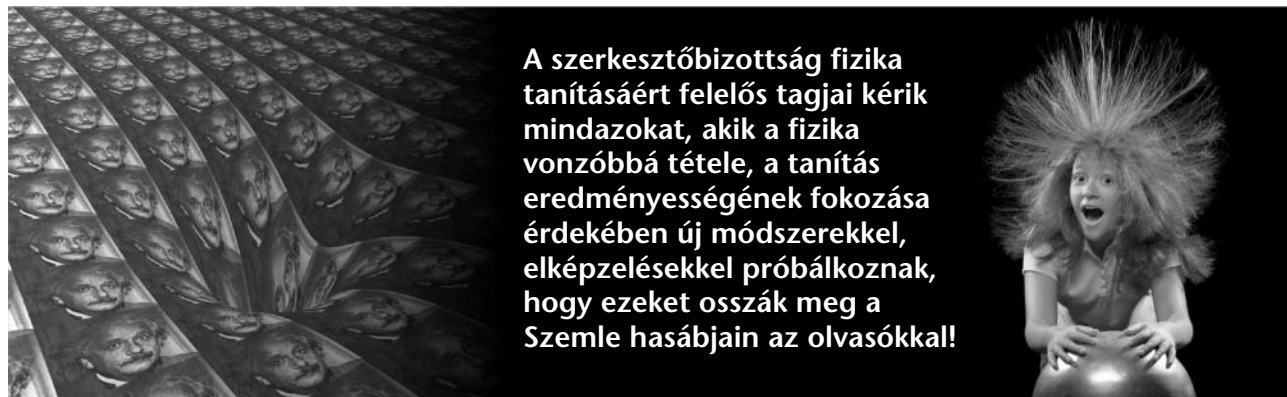 A szerkesztőbizottság fizika
tanításáért felelős tagjai kérik
mindazokat, akik a fizika
vonzóbbá tétele, a tanítás
eredményességének fokozása
érdekében új módszerekkel,
elképzelésekkel próbálkoznak,
hogy ezeket osszák meg a
Szemle hasábjain az olvasókkal!